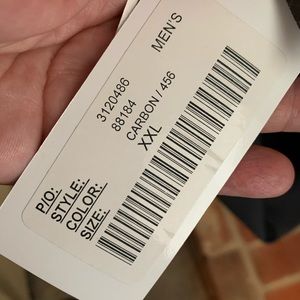 MEN'S
P/O: 3120486
STYLE: 88184
COLOR: CARBON / 456
SIZE: XXL